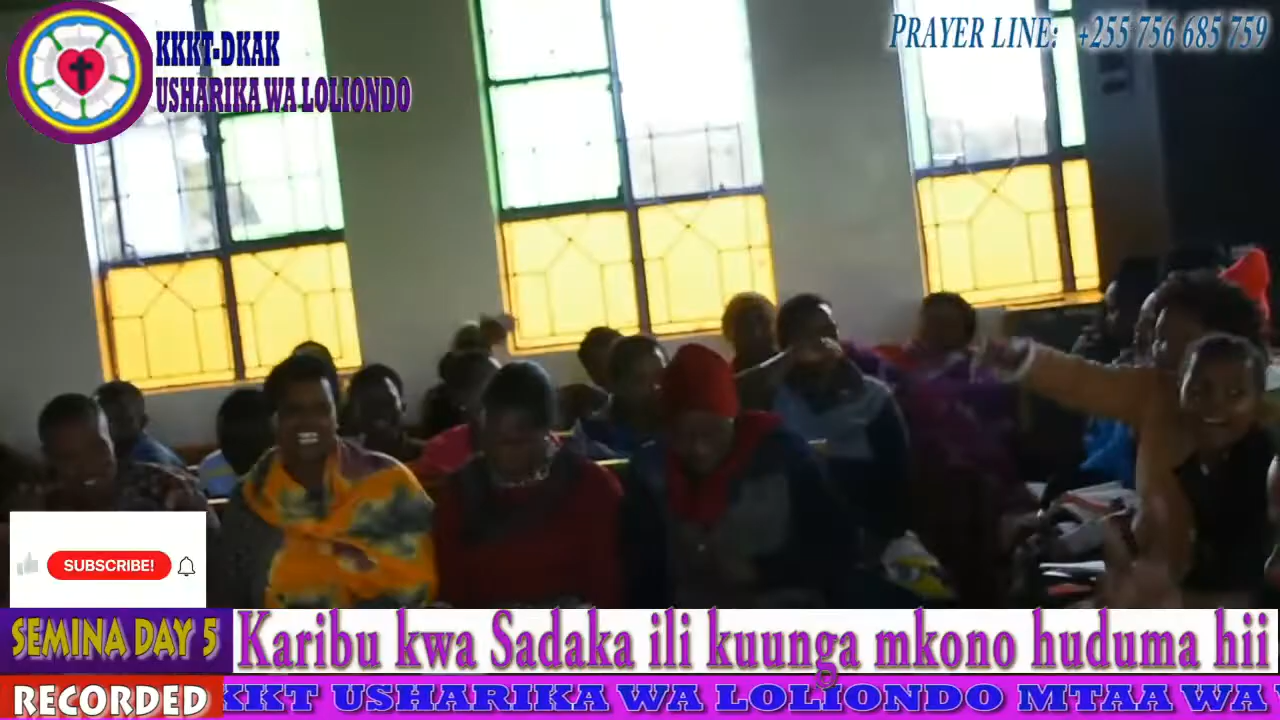 KKKT-DKAK
USHARIKA WA LOLIONDO
PRAYER LINE: +255 756 685 759
SUBSCRIBE!
SEMINA DAY 5
Karibu kwa Sadaka ili kuunga mkono huduma hii
RECORDED
KKT USHARIKA WA LOLIONDO MTAA WA